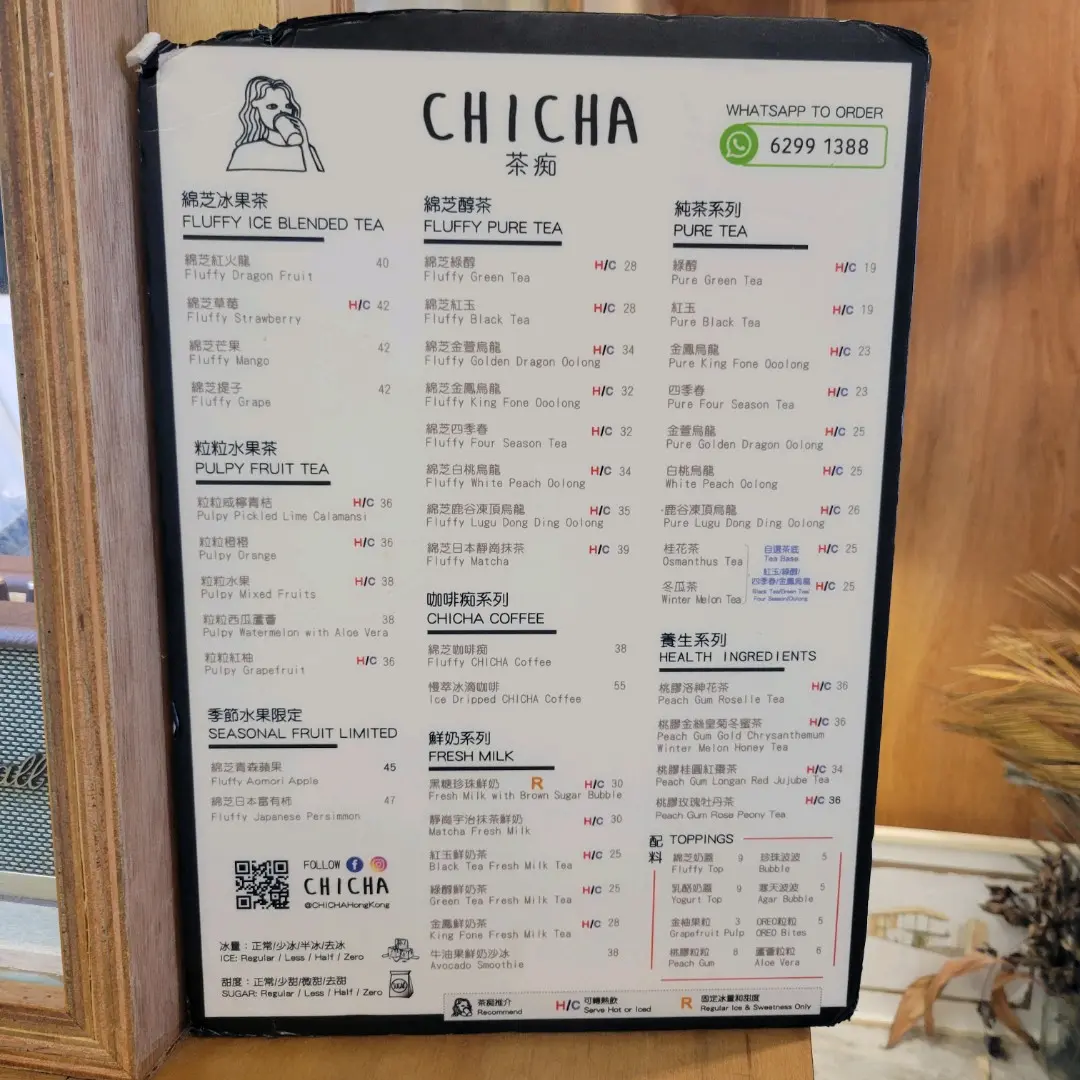 CHICHA
茶痴
WHATSAPP TO ORDER
6299 1388
綿芝冰果茶
FLUFFY ICE BLENDED TEA
綿芝紅火龍 40
Fluffy Dragon Fruit
綿芝草莓 H/C 42
Fluffy Strawberry
綿芝芒果 42
Fluffy Mango
綿芝提子 42
Fluffy Grape
粒粒水果茶
PULPY FRUIT TEA
粒粒咸檸青桔 H/C 36
Pulpy Pickled Lime Calamansi
粒粒橙橙 H/C 36
Pulpy Orange
粒粒水果 H/C 38
Pulpy Mixed Fruits
粒粒西瓜蘆薈 38
Pulpy Watermelon with Aloe Vera
粒粒紅柚 H/C 36
Pulpy Grapefruit
季節水果限定
SEASONAL FRUIT LIMITED
綿芝青森蘋果 45
Fluffy Aomori Apple
綿芝日本富有柿 47
Fluffy Japanese Persimmon
FOLLOW
CHICHA
@CHICHAHongKong
冰量：正常/少冰/半冰/去冰
ICE: Regular / Less / Half / Zero
甜度：正常/少甜/微甜/去甜
SUGAR: Regular / Less / Half / Zero
綿芝醇茶
FLUFFY PURE TEA
綿芝綠醇 H/C 28
Fluffy Green Tea
綿芝紅玉 H/C 28
Fluffy Black Tea
綿芝金萱烏龍 H/C 34
Fluffy Golden Dragon Oolong
綿芝金鳳烏龍 H/C 32
Fluffy King Fone Ooolong
綿芝四季春 H/C 32
Fluffy Four Season Tea
綿芝白桃烏龍 H/C 34
Fluffy White Peach Oolong
綿芝鹿谷凍頂烏龍 H/C 35
Fluffy Lugu Dong Ding Oolong
綿芝日本靜崗抹茶 H/C 39
Fluffy Matcha
咖啡痴系列
CHICHA COFFEE
綿芝咖啡痴 38
Fluffy CHICHA Coffee
慢萃冰滴咖啡 55
Ice Dripped CHICHA Coffee
鮮奶系列
FRESH MILK
黑糖珍珠鮮奶 R H/C 30
Fresh Milk with Brown Sugar Bubble
靜崗宇治抹茶鮮奶 H/C 30
Matcha Fresh Milk
紅玉鮮奶茶 H/C 25
Black Tea Fresh Milk Tea
綠醇鮮奶茶 H/C 25
Green Tea Fresh Milk Tea
金鳳鮮奶茶 H/C 28
King Fone Fresh Milk Tea
牛油果鮮奶沙冰 38
Avocado Smoothie
純茶系列
PURE TEA
綠醇 H/C 19
Pure Green Tea
紅玉 H/C 19
Pure Black Tea
金鳳烏龍 H/C 23
Pure King Fone Ooolong
四季春 H/C 23
Pure Four Season Tea
金萱烏龍 H/C 25
Pure Golden Dragon Oolong
白桃烏龍 H/C 25
White Peach Oolong
鹿谷凍頂烏龍 H/C 26
Pure Lugu Dong Ding Oolong
桂花茶 H/C 25
Osmanthus Tea
冬瓜茶 H/C 25
Winter Melon Tea
自選茶底
Tea Base
紅玉/綠醇/
四季春/金鳳烏龍
Black Tea/Green Tea/
Four Season/Oolong
養生系列
HEALTH INGREDIENTS
桃膠洛神花茶 H/C 36
Peach Gum Roselle Tea
桃膠金絲皇菊冬蜜茶 H/C 36
Peach Gum Gold Chrysanthemum
Winter Melon Honey Tea
桃膠桂圓紅棗茶 H/C 34
Peach Gum Longan Red Jujube Tea
桃膠玫瑰牡丹茶 H/C 36
Peach Gum Rose Peony Tea
配料 TOPPINGS
綿芝奶蓋 9 珍珠波波 5
Fluffy Top Bubble
乳酪奶蓋 9 寒天波波 5
Yogurt Top Agar Bubble
金柚果粒 3 OREO粒粒 5
Grapefruit Pulp OREO Bites
桃膠粒粒 8 蘆薈粒粒 6
Peach Gum Aloe Vera
茶痴推介
Recommend
H/C 可轉熱飲
Serve Hot or Iced
R 固定冰量和甜度
Regular Ice & Sweetness Only